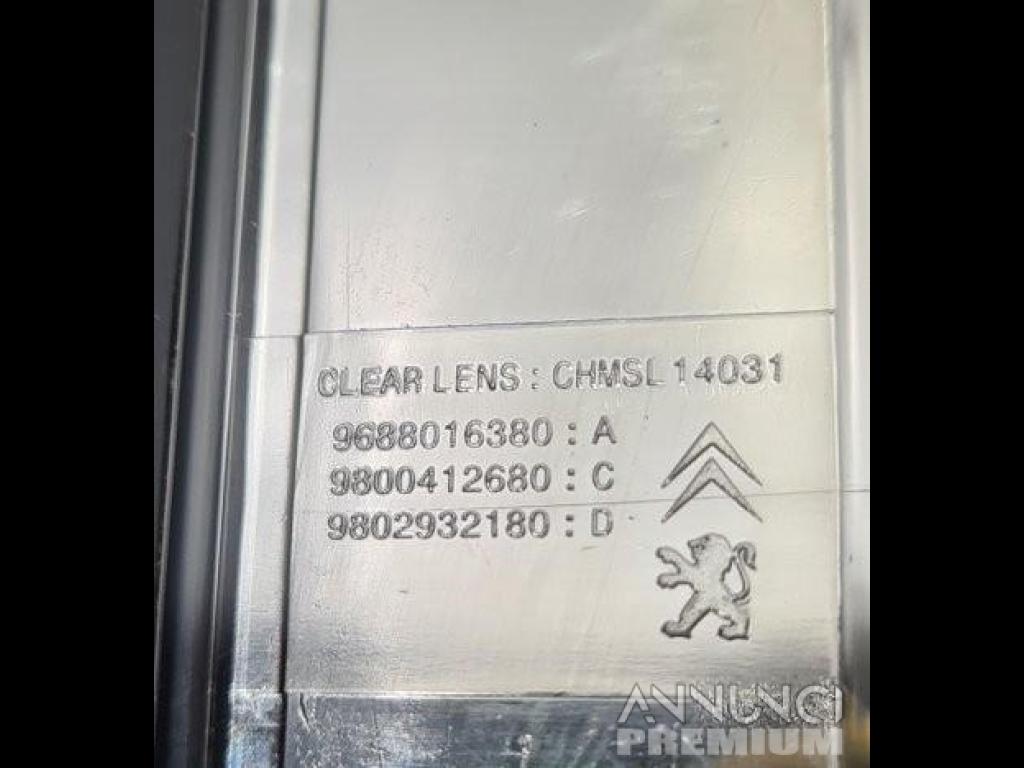 CLEAR LENS : CHMSL 14031
9688016380 : A
9800412680 : C
9802932180 : D
ANNUNCI
PREMIUM